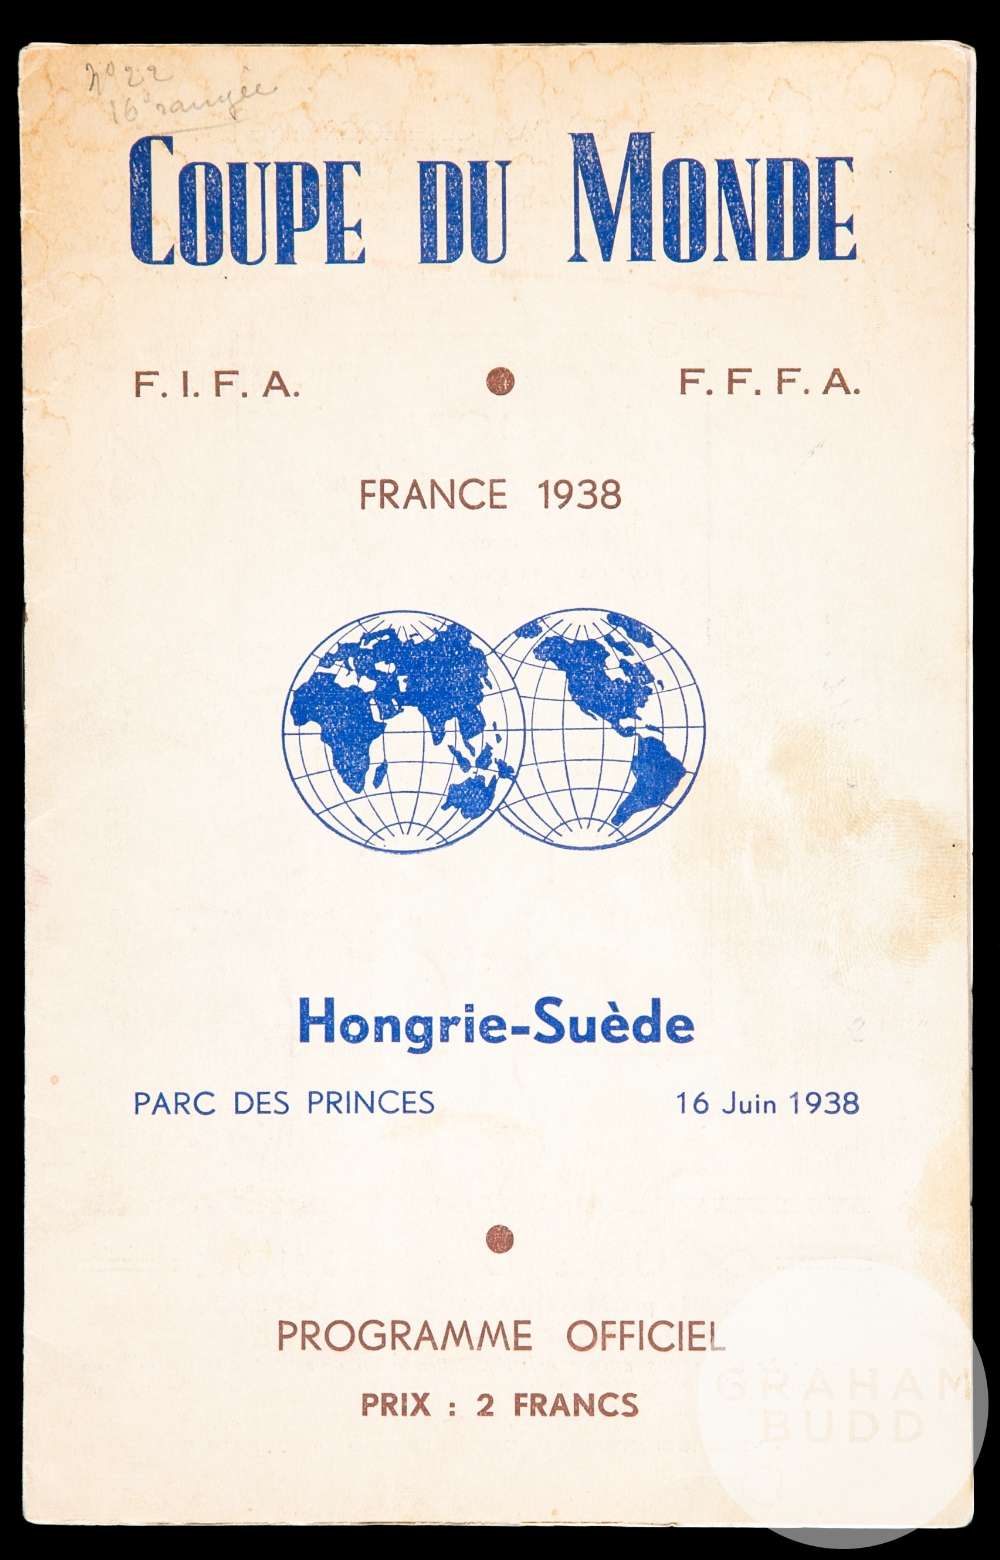 N° 22
16e rangée
COUPE DU MONDE
F. I. F. A. F. F. F. A.
FRANCE 1938
Hongrie-Suède
PARC DES PRINCES 16 Juin 1938
PROGRAMME OFFICIEL
PRIX : 2 FRANCS
GRAHAM
BUDD